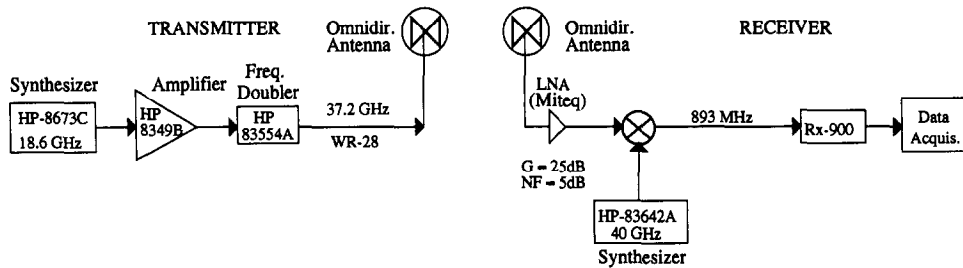 TRANSMITTER
Omnidir.
Antenna
Synthesizer
HP-8673C
18.6 GHz
Amplifier
HP
8349B
Freq.
Doubler
HP
83554A
37.2 GHz
WR-28
RECEIVER
Omnidir.
Antenna
LNA
(Miteq)
G = 25dB
NF = 5dB
893 MHz
Rx-900
Data
Acquis.
HP-83642A
40 GHz
Synthesizer